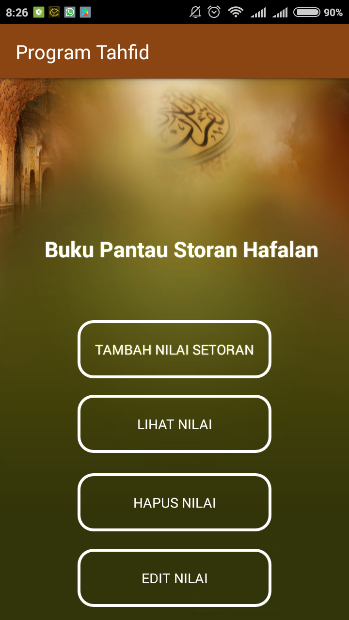 8:26
90%
Program Tahfid
Buku Pantau Storan Hafalan
TAMBAH NILAI SETORAN
LIHAT NILAI
HAPUS NILAI
EDIT NILAI